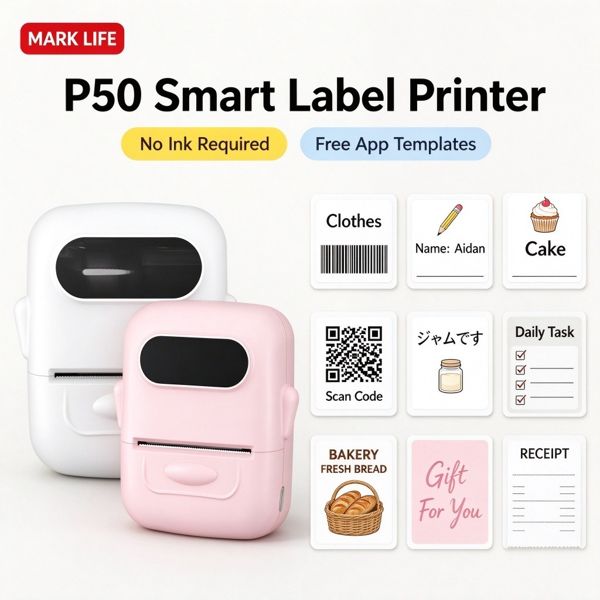 MARK LIFE
P50 Smart Label Printer
No Ink Required
Free App Templates
Clothes
Name: Aidan
Cake
Scan Code
ジャムです
Daily Task
BAKERY
FRESH BREAD
Gift
For You
RECEIPT